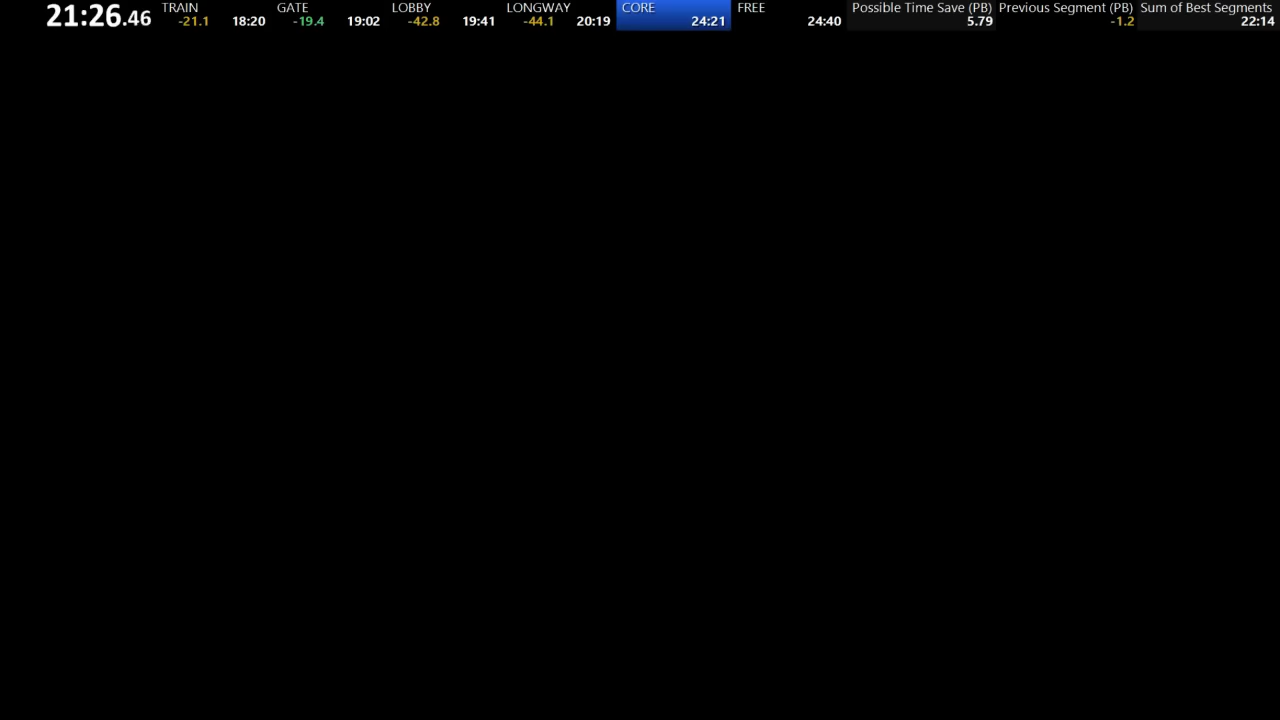 21:26.46
TRAIN
-21.1 18:20
GATE
-19.4 19:02
LOBBY
-42.8 19:41
LONGWAY
-44.1 20:19
CORE
24:21
FREE
24:40
Possible Time Save (PB)
5.79
Previous Segment (PB)
-1.2
Sum of Best Segments
22:14